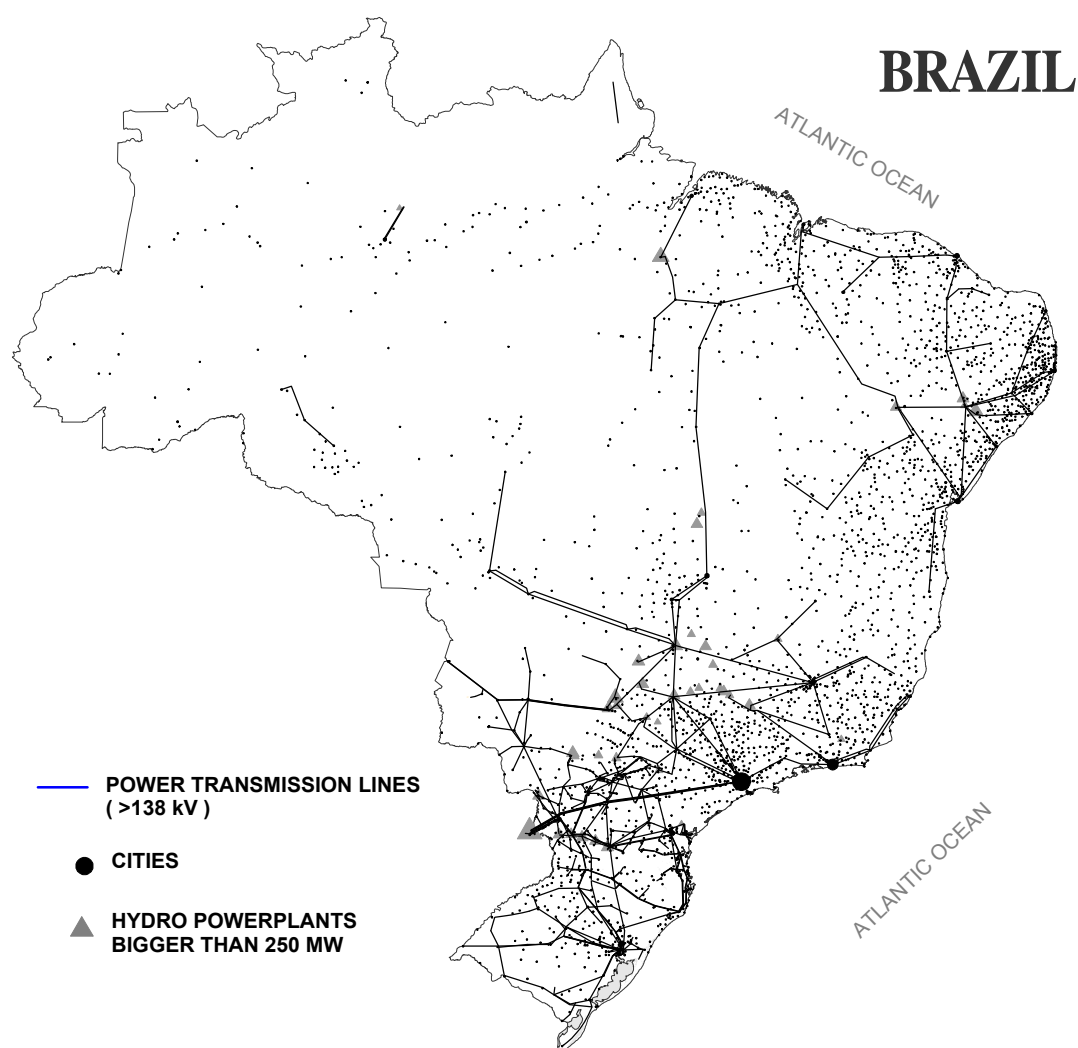 BRAZIL
ATLANTIC OCEAN
POWER TRANSMISSION LINES
( >138 kV )
CITIES
HYDRO POWERPLANTS
BIGGER THAN 250 MW
ATLANTIC OCEAN